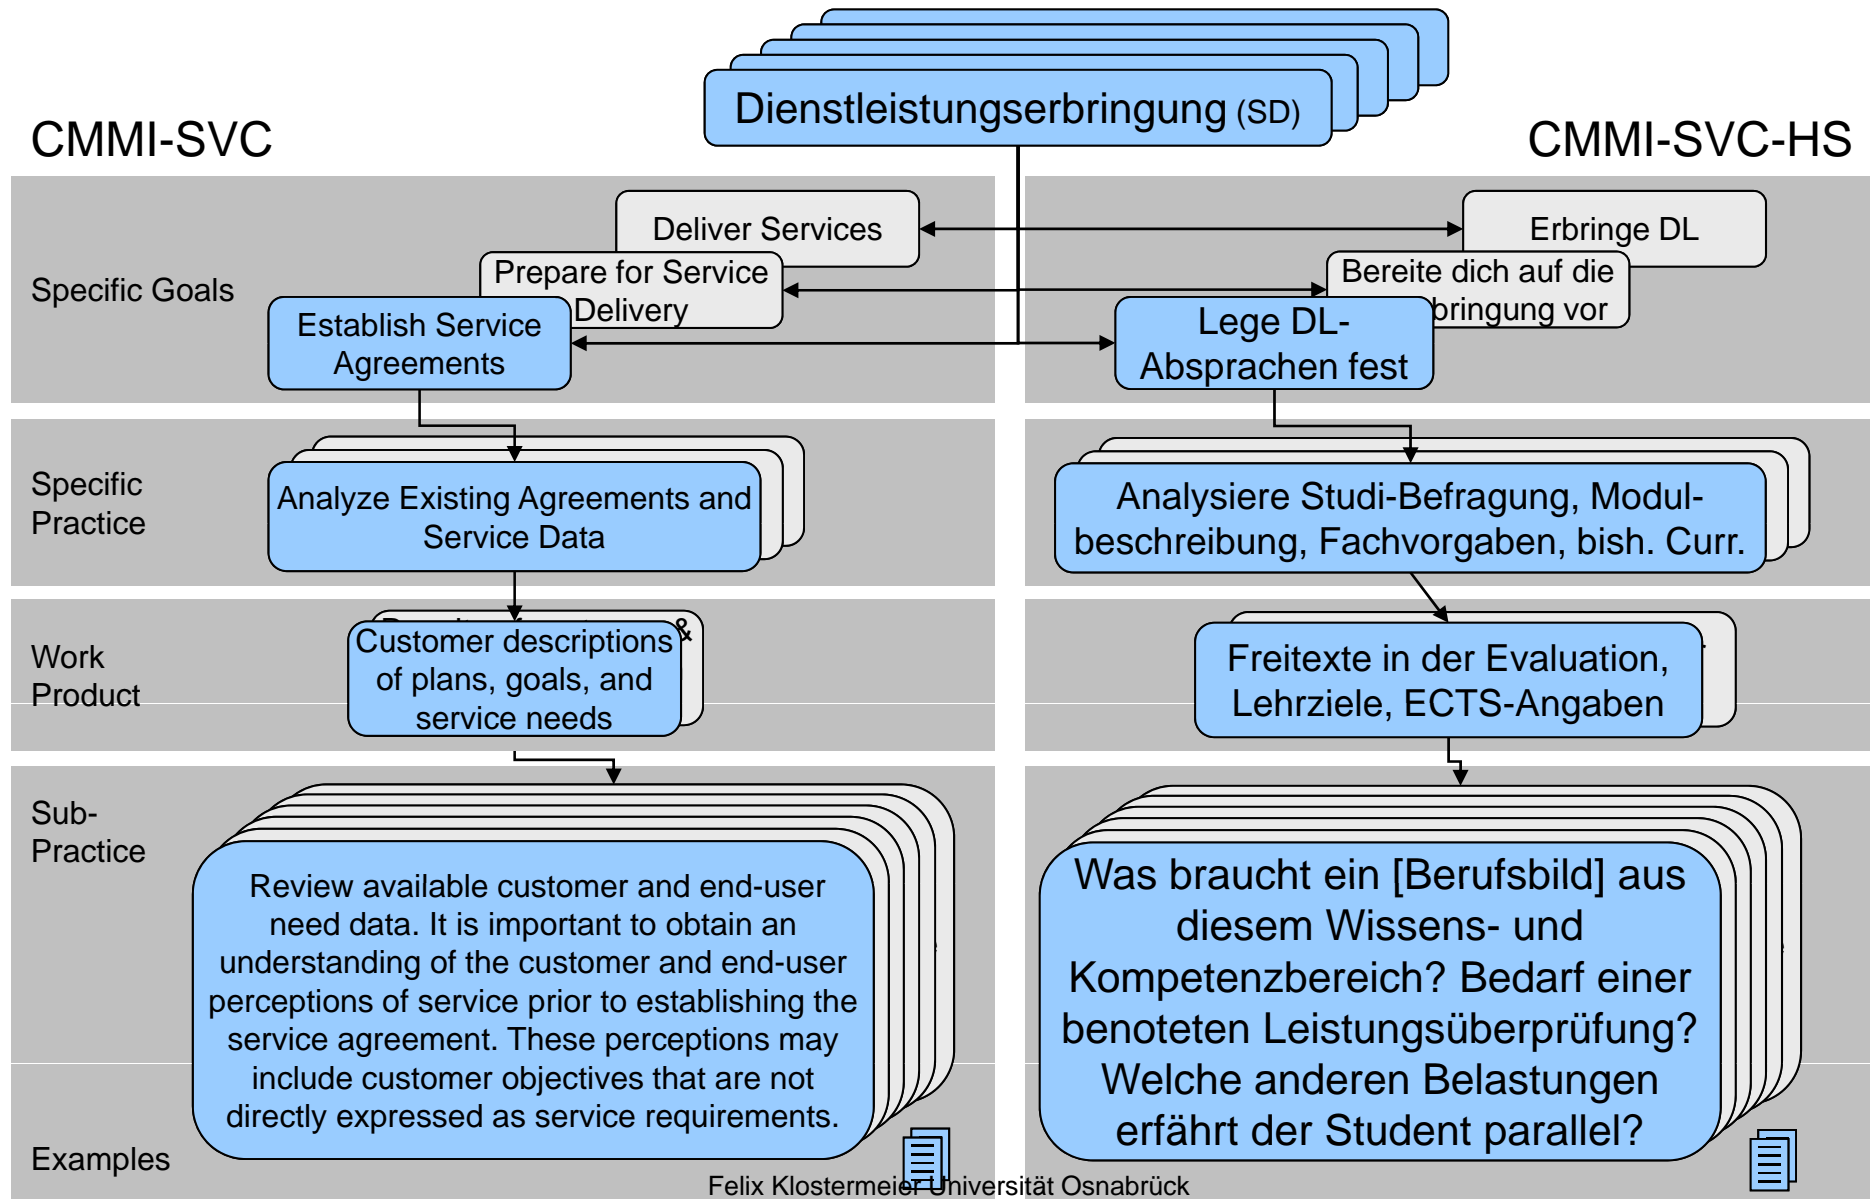 Dienstleistungserbringung (SD)
CMMI-SVC
CMMI-SVC-HS
Specific Goals
Deliver Services
Prepare for Service
Delivery
Establish Service
Agreements
Erbringe DL
Bereite dich auf die
bringung vor
Lege DL-
Absprachen fest
Specific
Practice
Analyze Existing Agreements and
Service Data
Analysiere Studi-Befragung, Modul-
beschreibung, Fachvorgaben, bish. Curr.
Work
Product
&
Customer descriptions
of plans, goals, and
service needs
Freitexte in der Evaluation,
Lehrziele, ECTS-Angaben
Sub-
Practice
Review available customer and end-user
need data. It is important to obtain an
understanding of the customer and end-user
perceptions of service prior to establishing the
service agreement. These perceptions may
include customer objectives that are not
directly expressed as service requirements.
Was braucht ein [Berufsbild] aus
diesem Wissens- und
Kompetenzbereich? Bedarf einer
benoteten Leistungsüberprüfung?
Welche anderen Belastungen
erfährt der Student parallel?
Examples
Felix Klostermeier Universität Osnabrück